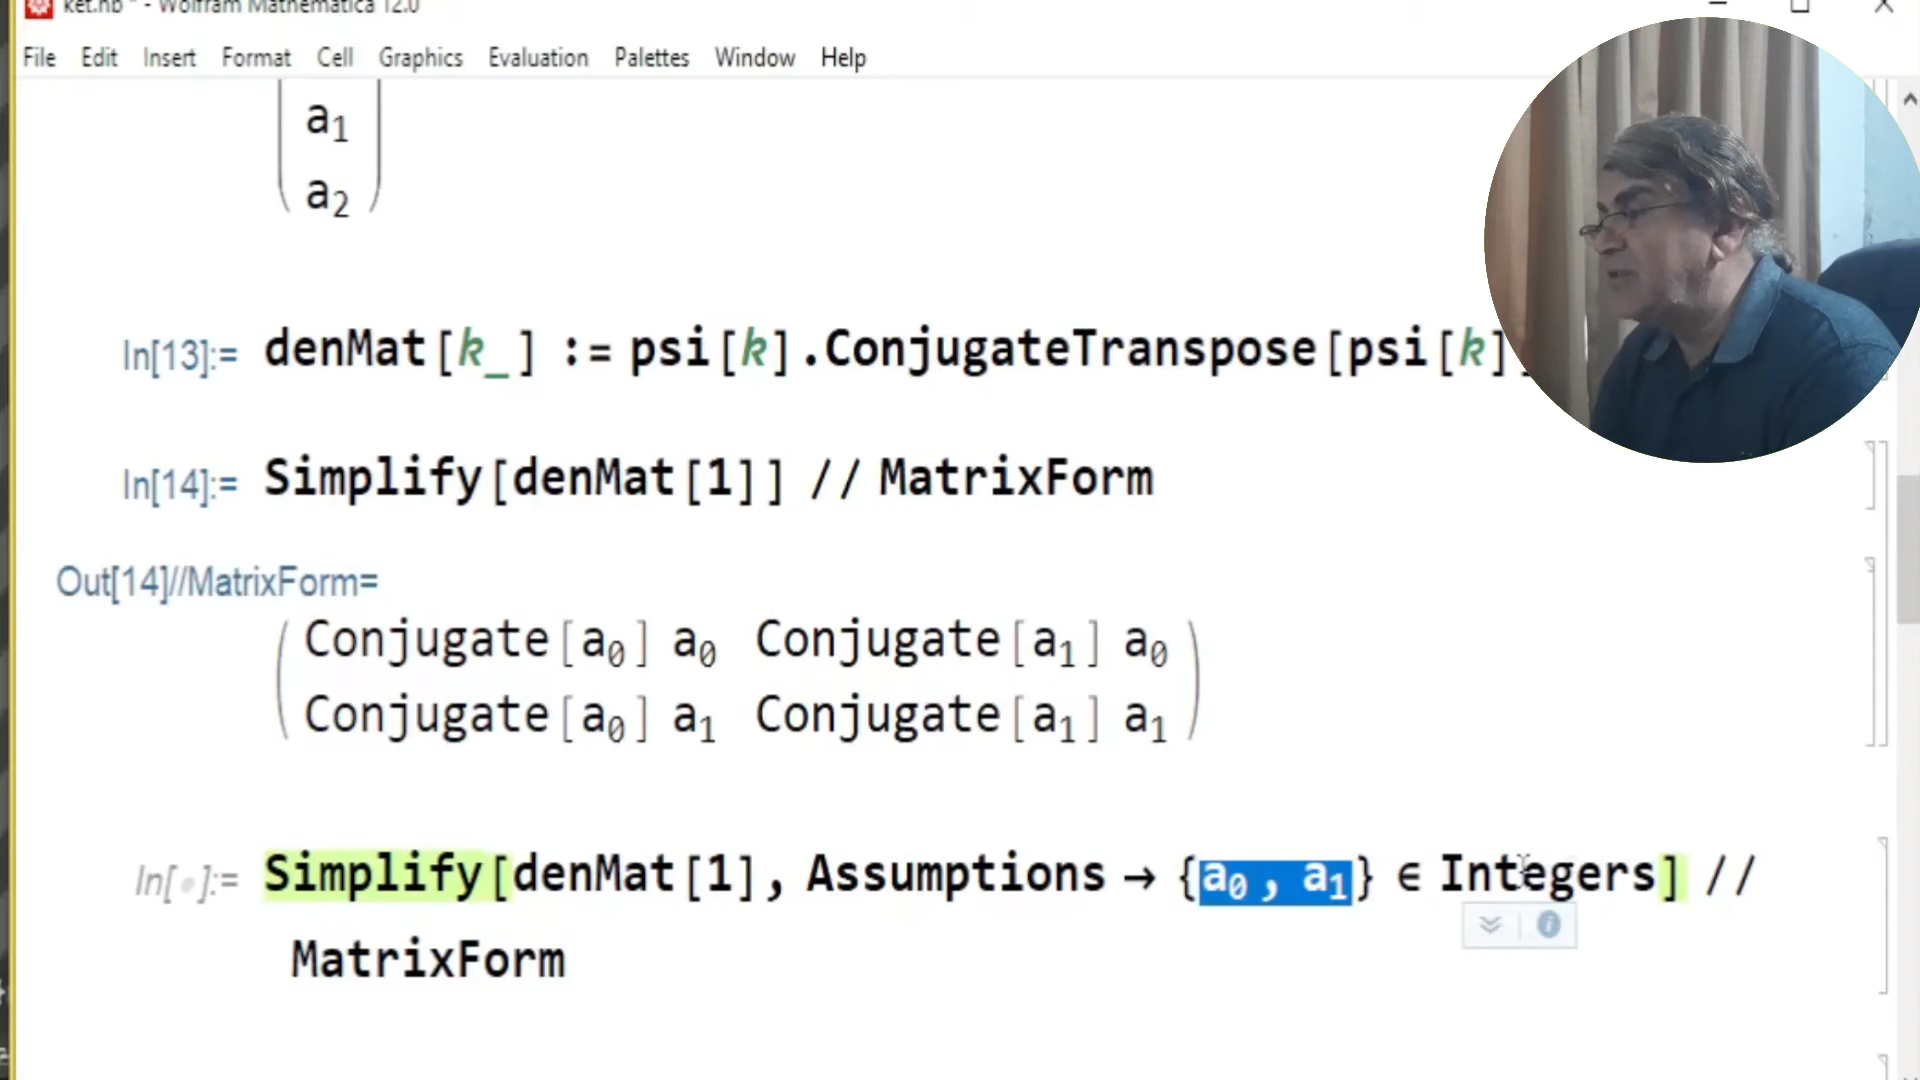 ket.nb * - Wolfram Mathematica 12.0
File Edit Insert Format Cell Graphics Evaluation Palettes Window Help
a1
a2
In[13]:= denMat[k_] := psi[k].ConjugateTranspose[psi[k]
In[14]:= Simplify[denMat[1]] // MatrixForm
Out[14]//MatrixForm=
Conjugate[a0] a0 Conjugate[a1] a0
Conjugate[a0] a1 Conjugate[a1] a1
In[•]:= Simplify[denMat[1], Assumptions → {a0, a1} ∈ Integers] //
MatrixForm